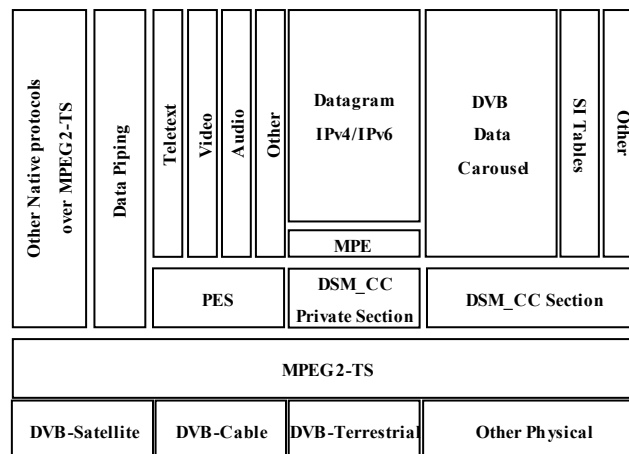 Other Native protocols
over MPEG2-TS
Data Piping
Teletext
Video
Audio
Other
Datagram
IPv4/IPv6
MPE
DVB
Data
Carousel
SI Tables
Other
PES
DSM_CC
Private Section
DSM_CC Section
MPEG2-TS
DVB-Satellite
DVB-Cable
DVB-Terrestrial
Other Physical